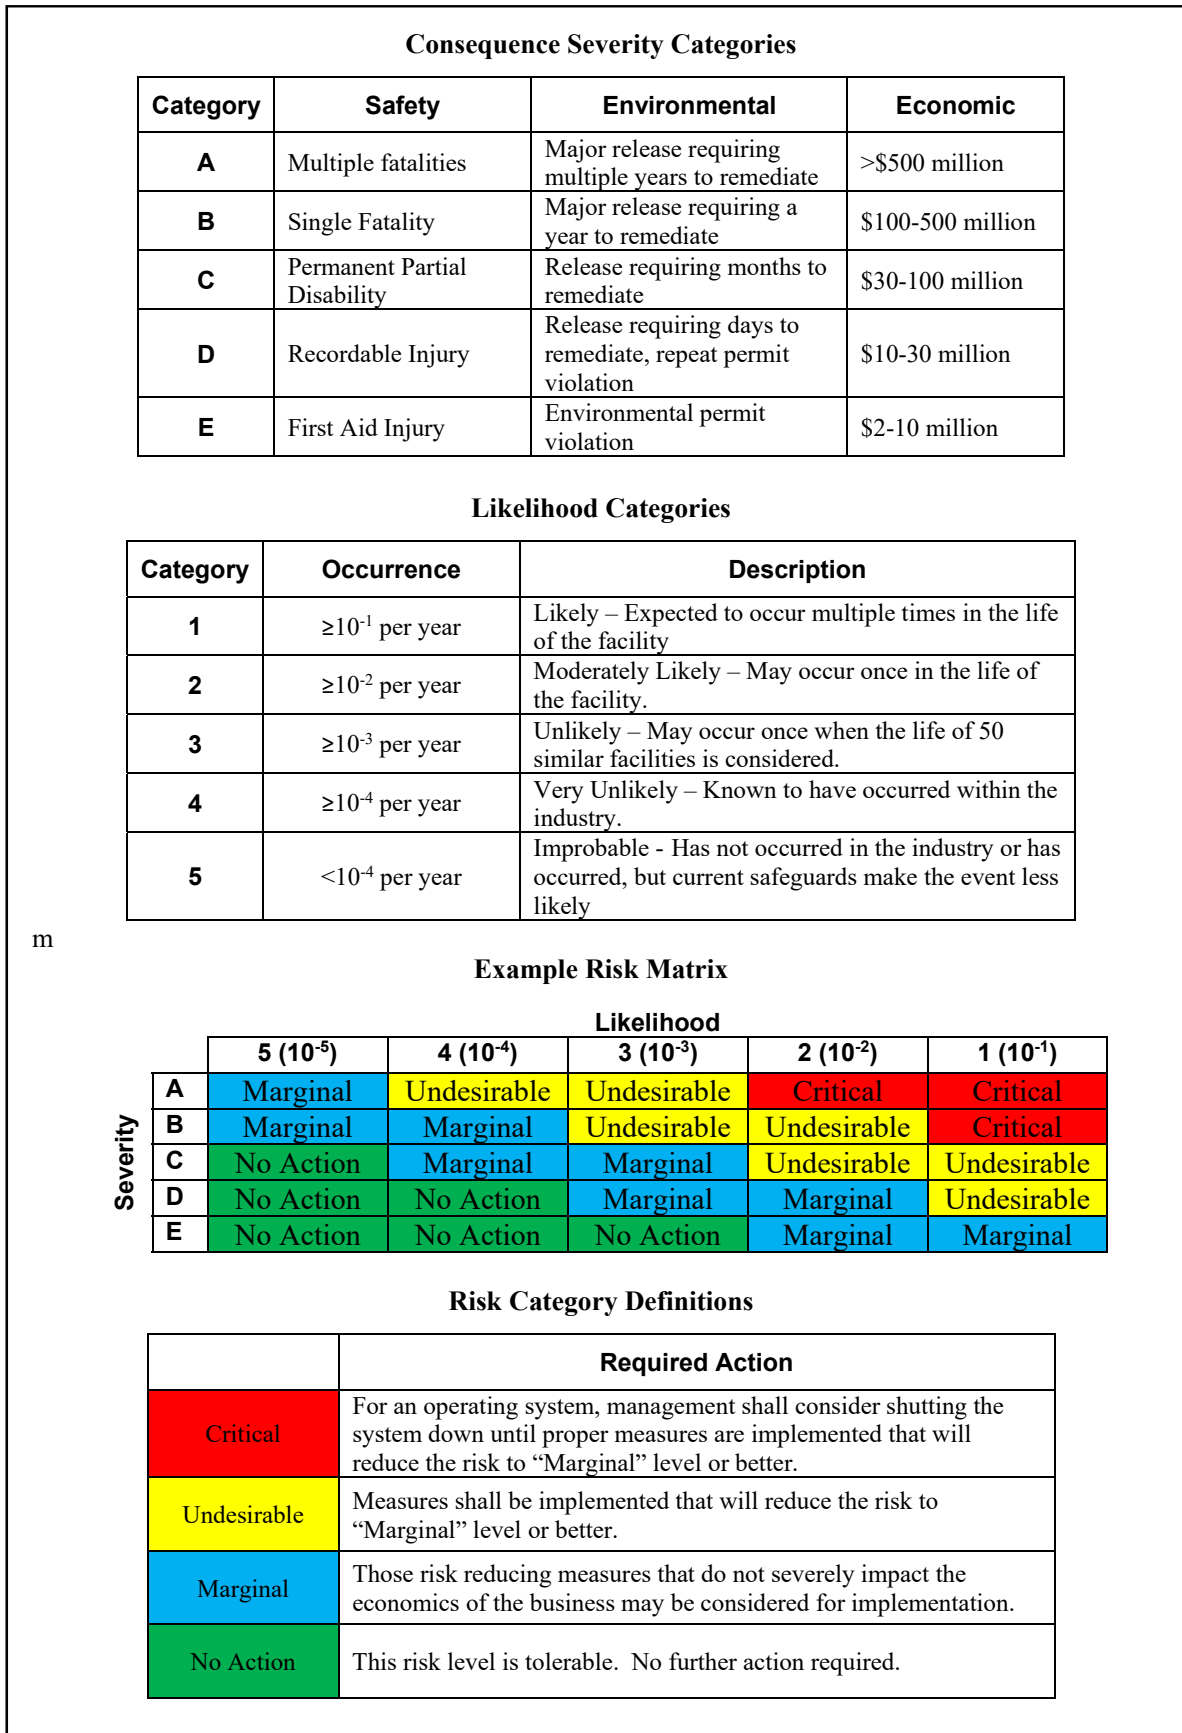 Consequence Severity Categories
Category Safety Environmental Economic
A Multiple fatalities Major release requiring multiple years to remediate >$500 million
B Single Fatality Major release requiring a year to remediate $100-500 million
C Permanent Partial Disability Release requiring months to remediate $30-100 million
D Recordable Injury Release requiring days to remediate, repeat permit violation $10-30 million
E First Aid Injury Environmental permit violation $2-10 million
Likelihood Categories
Category Occurrence Description
1 ≥10⁻¹ per year Likely – Expected to occur multiple times in the life of the facility
2 ≥10⁻² per year Moderately Likely – May occur once in the life of the facility.
3 ≥10⁻³ per year Unlikely – May occur once when the life of 50 similar facilities is considered.
4 ≥10⁻⁴ per year Very Unlikely – Known to have occurred within the industry.
5 <10⁻⁴ per year Improbable - Has not occurred in the industry or has occurred, but current safeguards make the event less likely
m
Example Risk Matrix
Likelihood
5 (10⁻⁵) 4 (10⁻⁴) 3 (10⁻³) 2 (10⁻²) 1 (10⁻¹)
Severity
A Marginal Undesirable Undesirable Critical Critical
B Marginal Marginal Undesirable Undesirable Critical
C No Action Marginal Marginal Undesirable Undesirable
D No Action No Action Marginal Marginal Undesirable
E No Action No Action No Action Marginal Marginal
Risk Category Definitions
Required Action
Critical For an operating system, management shall consider shutting the system down until proper measures are implemented that will reduce the risk to “Marginal” level or better.
Undesirable Measures shall be implemented that will reduce the risk to “Marginal” level or better.
Marginal Those risk reducing measures that do not severely impact the economics of the business may be considered for implementation.
No Action This risk level is tolerable.  No further action required.